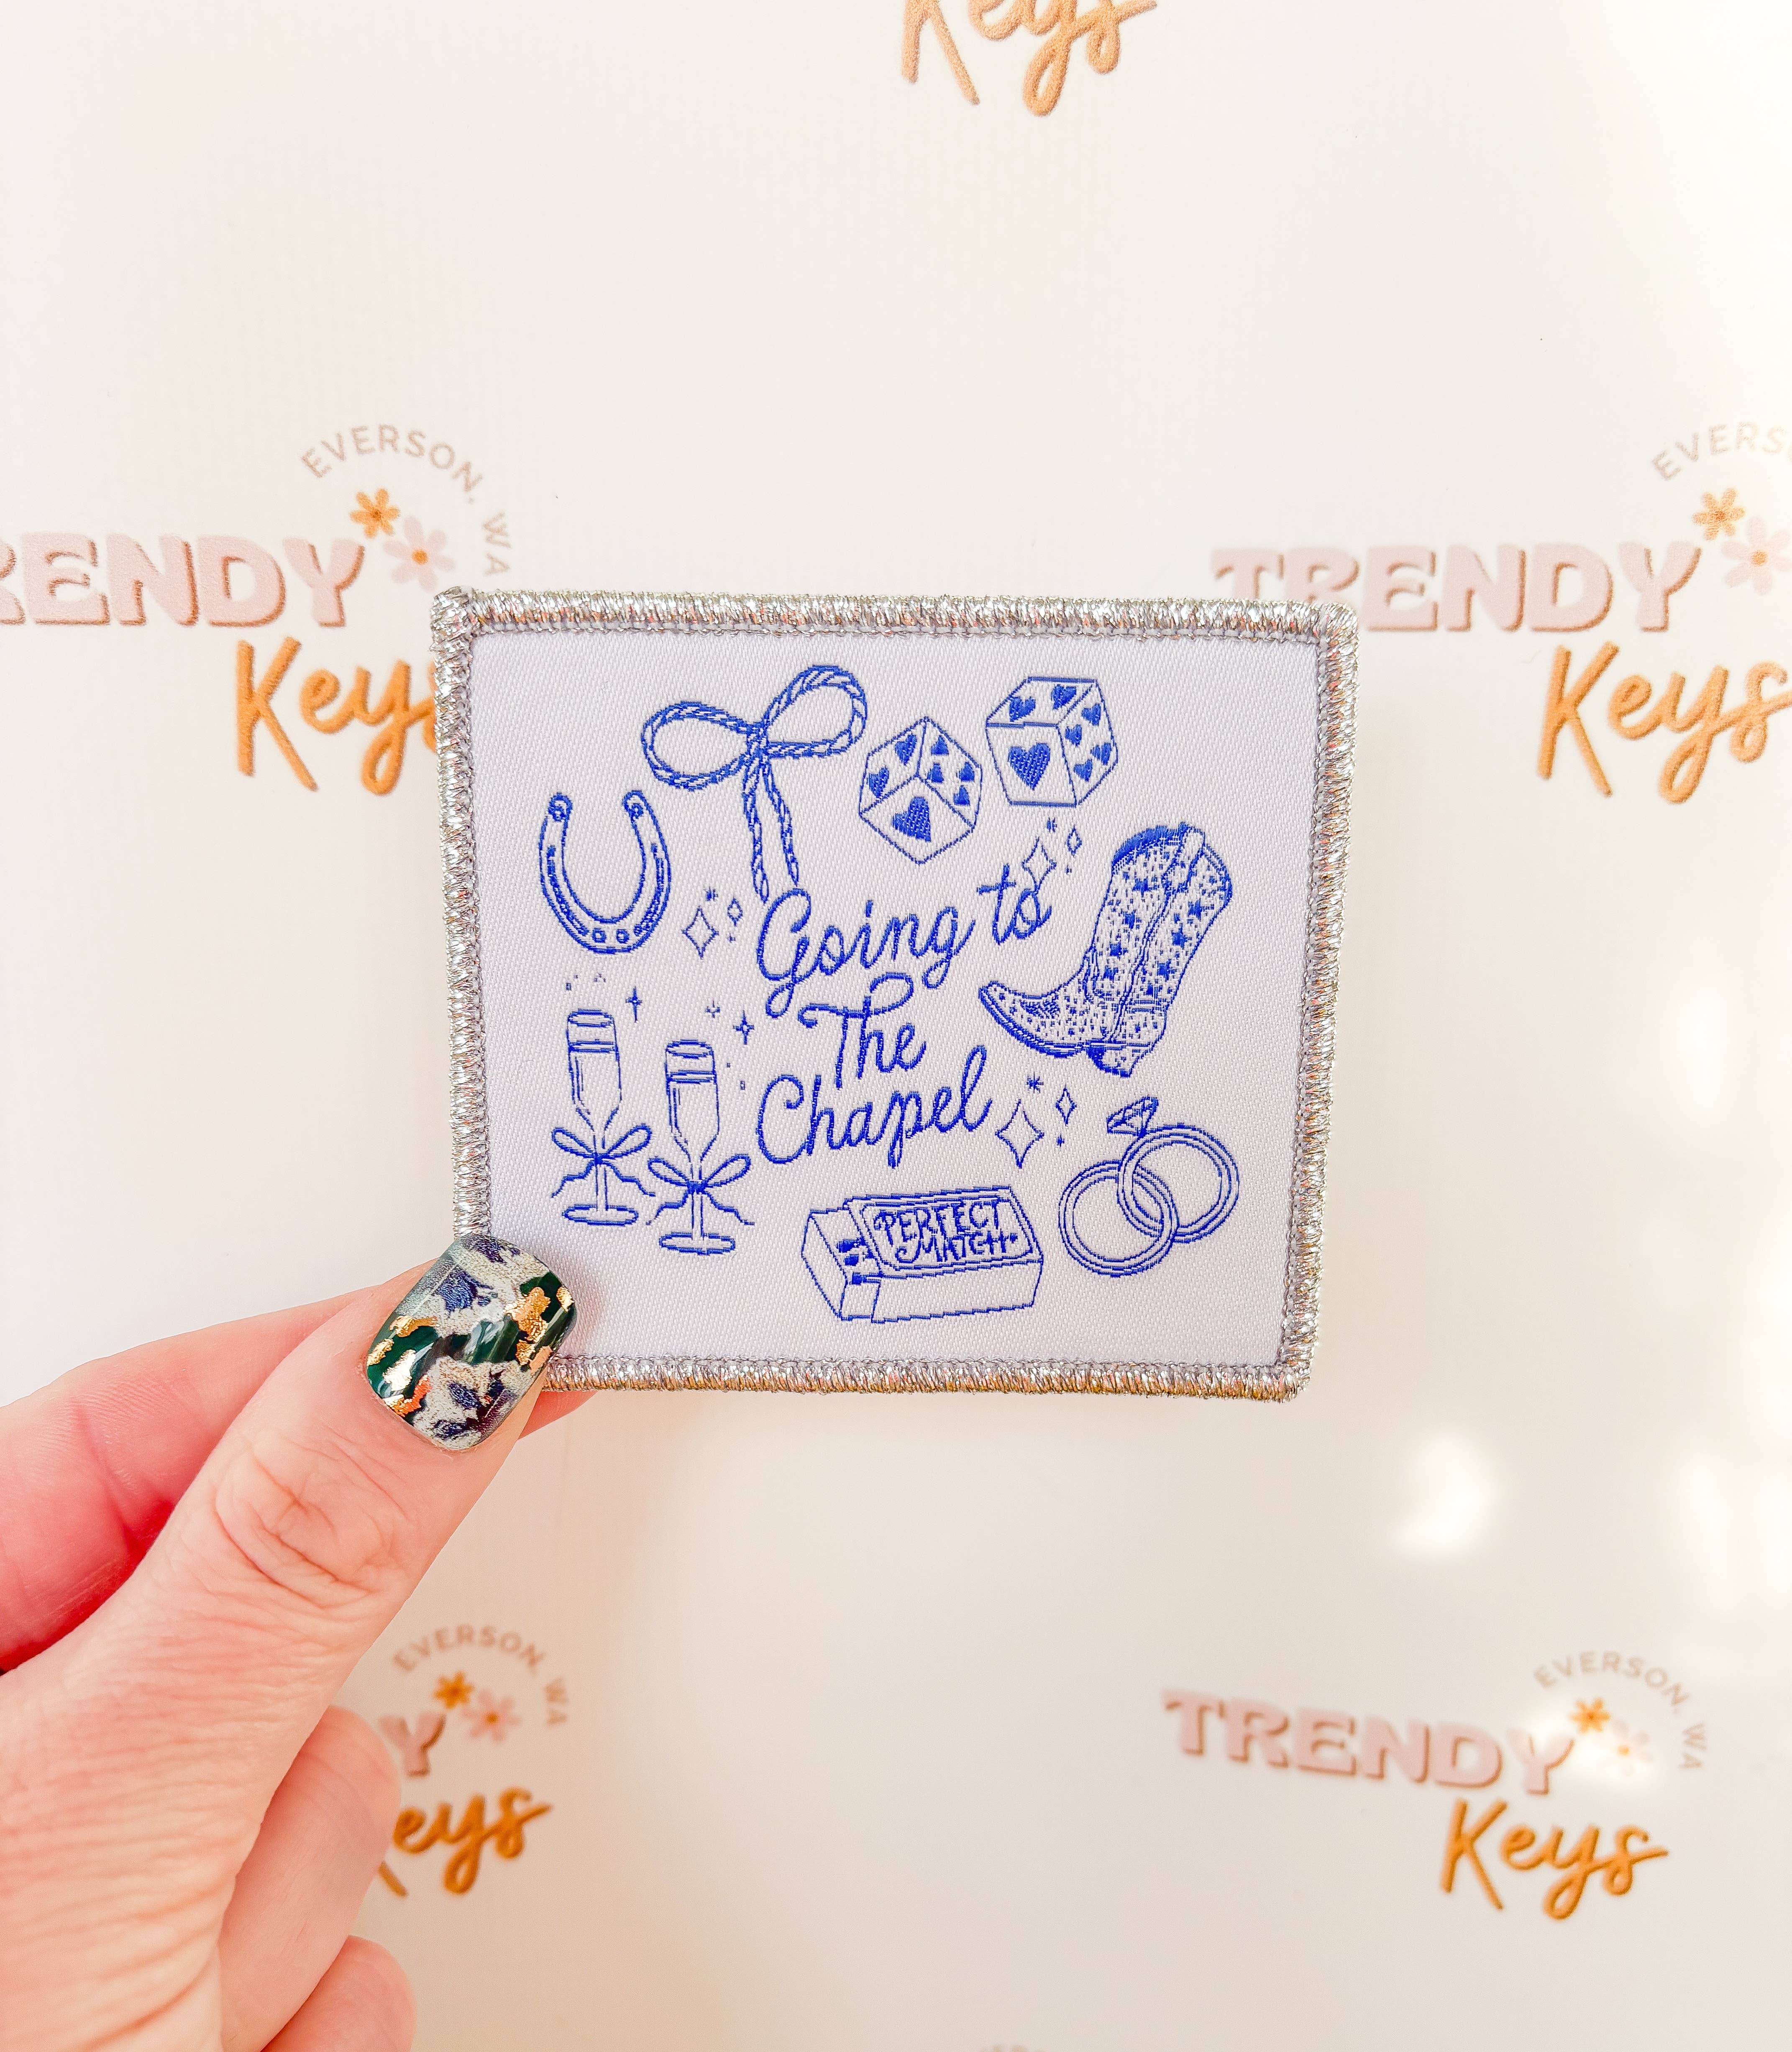 Keys
EVERSON, WA
TRENDY
Keys
EVERSON
TRENDY
Keys
Going to
The
Chapel
PERFECT
MATCH
EVERSON, WA
Keys
EVERSON, WA
TRENDY
Keys